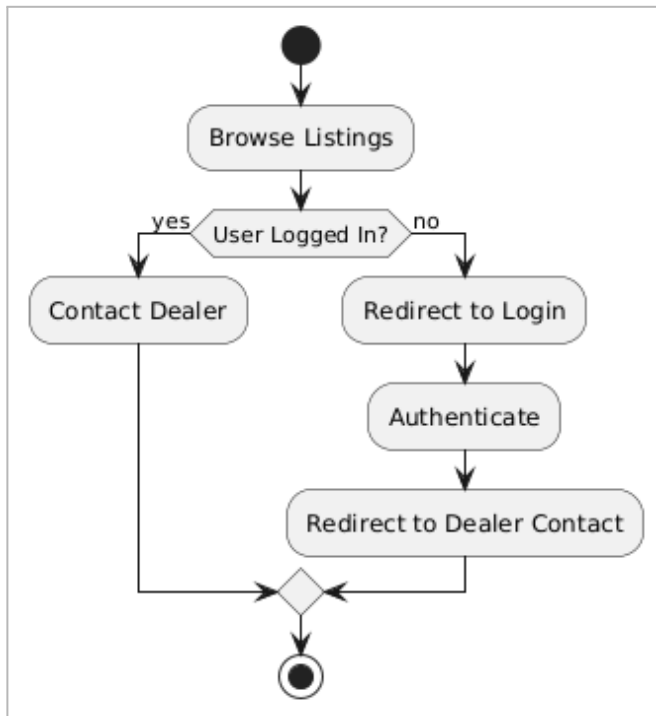 Browse Listings
yes
User Logged In?
no
Contact Dealer
Redirect to Login
Authenticate
Redirect to Dealer Contact